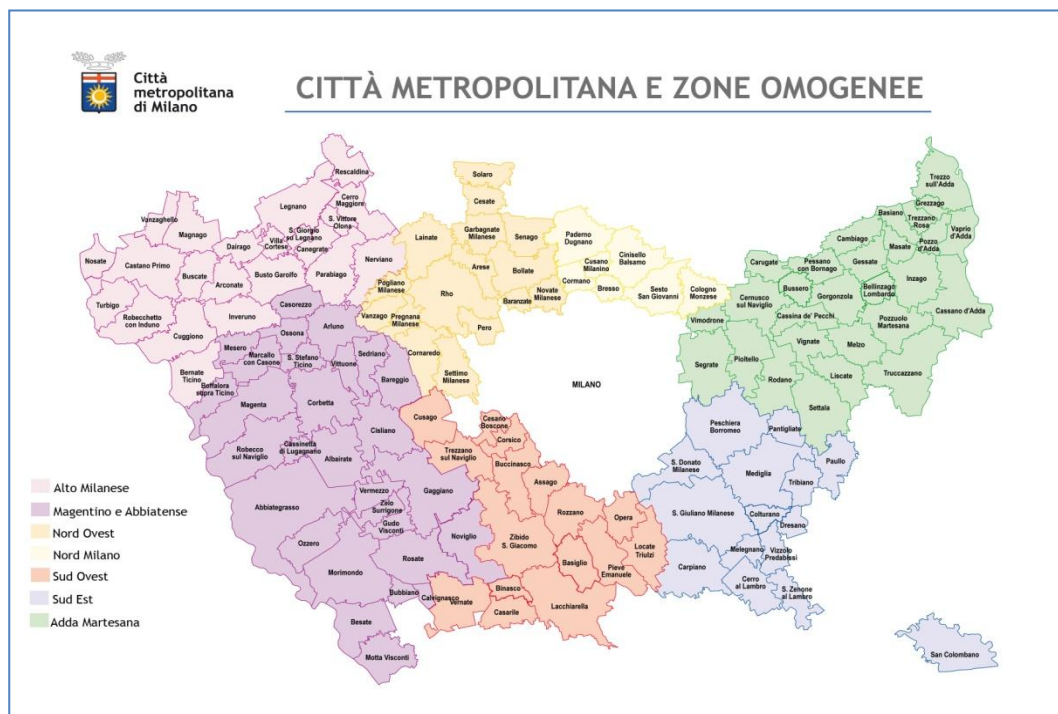 Città
metropolitana
di Milano
CITTÀ METROPOLITANA E ZONE OMOGENEE
Rescaldina
Legnano
Cerro
Maggiore
S. Vittore
Olona
S. Giorgio
su Legnano
Villa
Cortese
Canegrate
Vanzaghello
Magnago
Dairago
Nosate
Castano Primo
Buscate
Busto Garolfo
Arconate
Parabiago
Nerviano
Turbigo
Robecchetto
con Induno
Inveruno
Cuggiono
Bernate
Ticino
Solaro
Cesate
Lainate
Garbagnate
Milanese
Senago
Arese
Bollate
Pogliano
Milanese
Rho
Baranzate
Novate
Milanese
Vanzago
Pregnana
Milanese
Pero
Cornaredo
Settimo
Milanese
Paderno
Dugnano
Cusano
Milanino
Cinisello
Balsamo
Cormano
Bresso
Sesto
San Giovanni
Cologno
Monzese
Trezzo
sull'Adda
Grezzago
Basiano
Trezzano
Rosa
Vaprio
d'Adda
Cambiago
Masate
Pozzo
d'Adda
Carugate
Pessano
con Bornago
Gessate
Bussero
Bellinzago
Lombardo
Inzago
Cernusco
sul Naviglio
Gorgonzola
Cassano d'Adda
Cassina de' Pecchi
Vimodrone
Pozzuolo
Martesana
Vignate
Melzo
Segrate
Pioltello
Rodano
Liscate
Truccazzano
Settala
MILANO
Casorezzo
Ossona
Arluno
Mesero
Marcallo
con Casone
S. Stefano
Ticino
Vittuone
Sedriano
Bareggio
Boffalora
supra Ticino
Magenta
Corbetta
Cisliano
Robecco
sul Naviglio
Cassinetta
di Lugagnano
Albairate
Abbiategrasso
Vermezzo
Zelo
Surrigone
Gaggiano
Gudo
Visconti
Ozzero
Noviglio
Rosate
Morimondo
Bubbiano
Calvignasco
Besate
Motta Visconti
Cusago
Cesano
Boscone
Corsico
Trezzano
sul Naviglio
Buccinasco
Assago
Rozzano
Opera
Zibido
S. Giacomo
Locate
Triulzi
Basiglio
Pieve
Emanuele
Binasco
Vernate
Casarile
Lacchiarella
Peschiera
Borromeo
Pantigliate
Paullo
S. Donato
Milanese
Mediglia
Tribiano
S. Giuliano Milanese
Colturano
Dresano
Melegnano
Vizzolo
Predabissi
Carpiano
Cerro
al Lambro
S. Zenone
al Lambro
San Colombano
Alto Milanese
Magentino e Abbiatense
Nord Ovest
Nord Milano
Sud Ovest
Sud Est
Adda Martesana